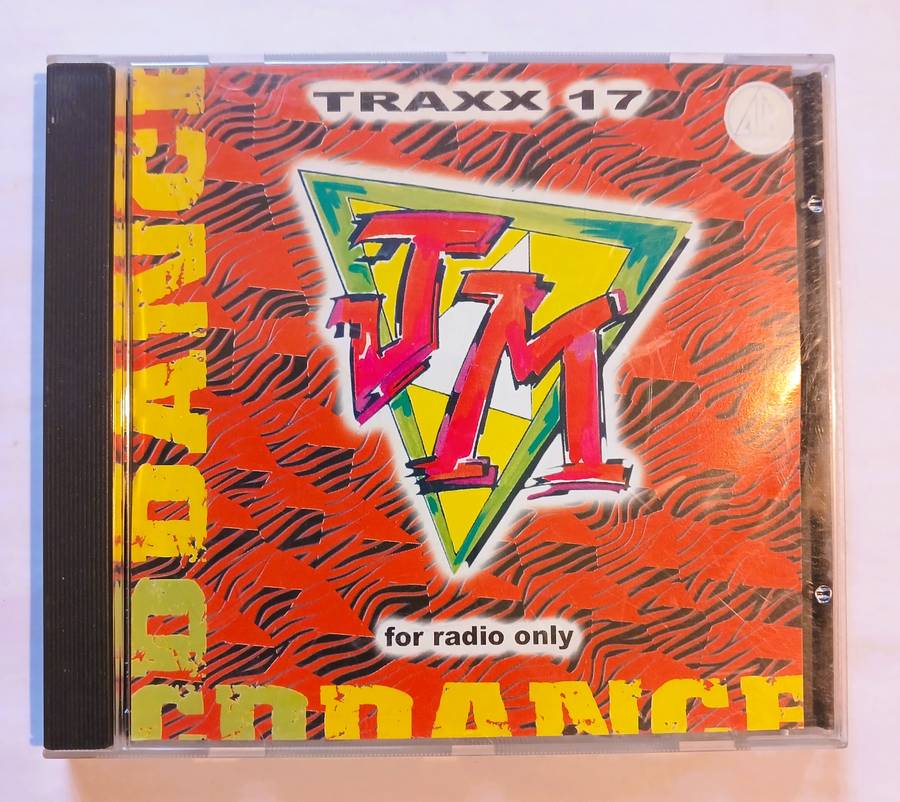 TRAXX 17
JM
for radio only
CDDANCE
CDDANCE